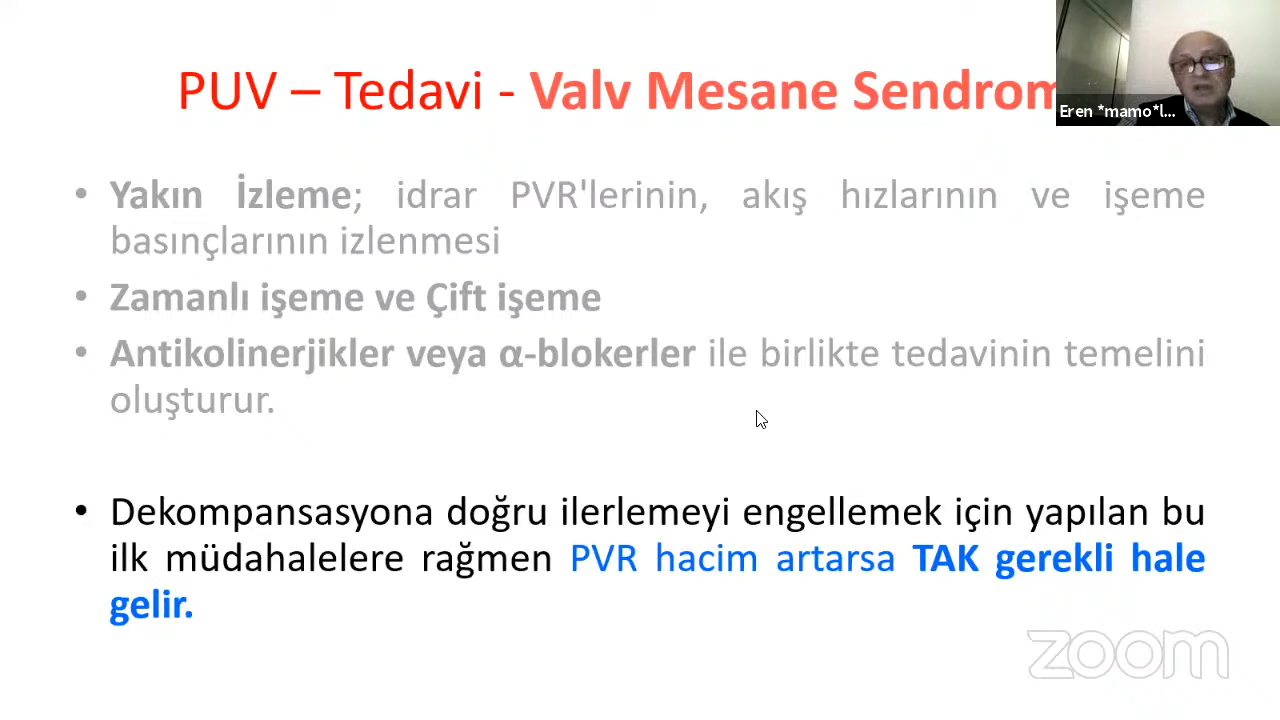 PUV – Tedavi - Valv Mesane Sendrom
Eren *mamo*l...
• Yakın İzleme; idrar PVR'lerinin, akış hızlarının ve işeme
basınçlarının izlenmesi
• Zamanlı işeme ve Çift işeme
• Antikolinerjikler veya α-blokerler ile birlikte tedavinin temelini
oluşturur.
• Dekompansasyona doğru ilerlemeyi engellemek için yapılan bu
ilk müdahalelere rağmen PVR hacim artarsa TAK gerekli hale
gelir.
zoom